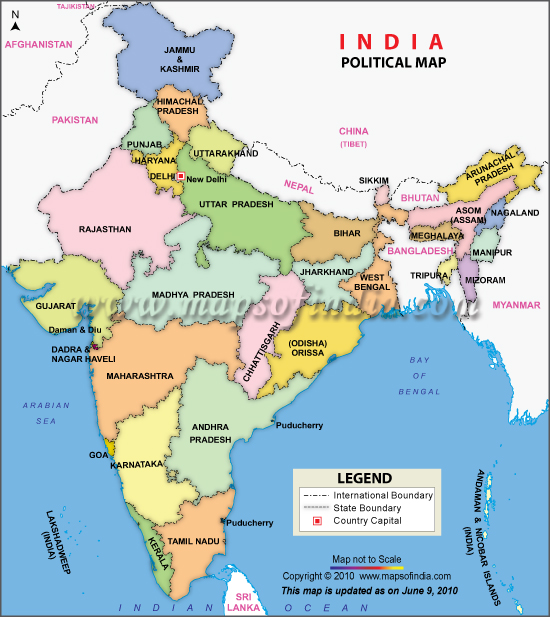 TAJIKISTAN
N
AFGHANISTAN
INDIA
POLITICAL MAP
JAMMU
&
KASHMIR
HIMACHAL
PRADESH
PAKISTAN
PUNJAB
CHINA
(TIBET)
HARYANA
UTTARAKHAND
DELHI
New Delhi
NEPAL
SIKKIM
ARUNACHAL
PRADESH
BHUTAN
UTTAR PRADESH
ASOM
(ASSAM)
NAGALAND
RAJASTHAN
BIHAR
MEGHALAYA
BANGLADESH
MANIPUR
JHARKHAND
TRIPURA
MIZORAM
WEST
BENGAL
MADHYA PRADESH
GUJARAT
www.mapsofindia.com
MYANMAR
Daman & Diu
DADRA &
NAGAR HAVELI
CHHATTISGARH
(ODISHA)
ORISSA
MAHARASHTRA
BAY
OF
BENGAL
ARABIAN
SEA
ANDHRA
PRADESH
Puducherry
GOA
KARNATAKA
LEGEND
International Boundary
State Boundary
Country Capital
Puducherry
LAKSHADWEEP
(INDIA)
KERALA
TAMIL NADU
ANDAMAN & NICOBAR ISLANDS
(INDIA)
Map not to Scale
Copyright © 2010 www.mapsofindia.com
This map is updated as on June 9, 2010
SRI
LANKA
INDIAN OCEAN